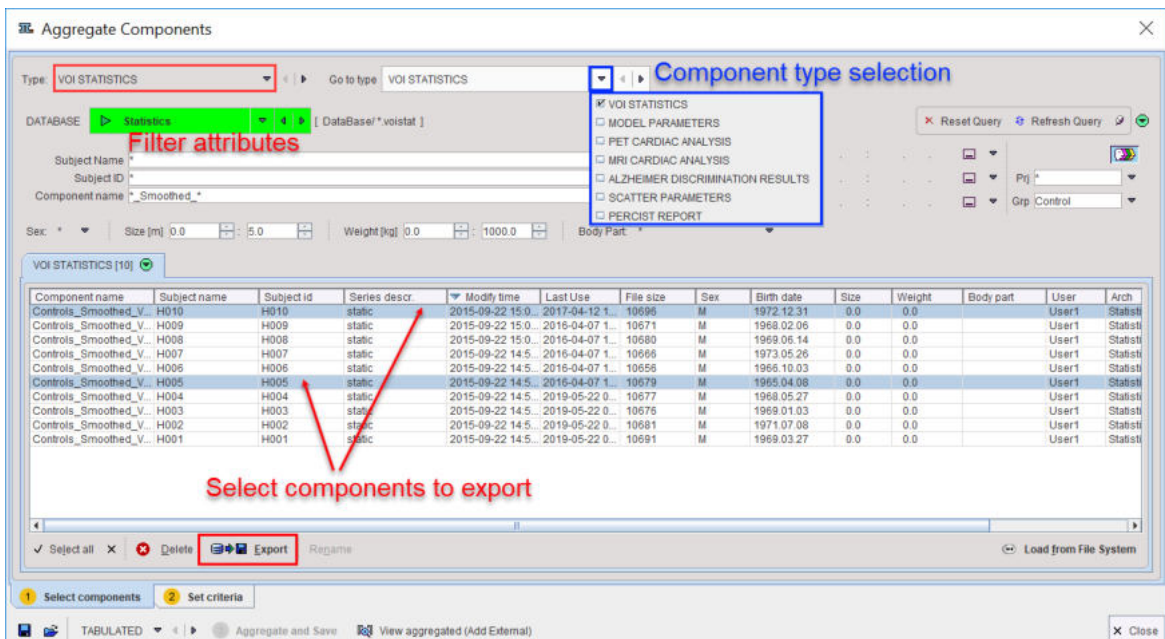 Aggregate Components
Type: VOI STATISTICS Go to type VOI STATISTICS Component type selection
VOI STATISTICS
MODEL PARAMETERS
PET CARDIAC ANALYSIS
MRI CARDIAC ANALYSIS
ALZHEIMER DISCRIMINATION RESULTS
SCATTER PARAMETERS
PERCIST REPORT
DATABASE Statistics [ DataBase/ *.voistat ] Reset Query Refresh Query
Filter attributes
Subject Name *
Subject ID * Prj *
Component name *_Smoothed_* Grp Control
Sex: * Size [m] 0.0 : 5.0 Weight [kg] 0.0 : 1000.0 Body Part: *
VOI STATISTICS [10]
Component name Subject name Subject id Series descr. Modify time Last Use File size Sex Birth date Size Weight Body part User Arch
Controls_Smoothed_V... H010 H010 static 2015-09-22 15:0... 2017-04-12 1... 10696 M 1972.12.31 0.0 0.0 User1 Statisti
Controls_Smoothed_V... H009 H009 static 2015-09-22 15:0... 2016-04-07 1... 10671 M 1968.02.06 0.0 0.0 User1 Statisti
Controls_Smoothed_V... H008 H008 static 2015-09-22 15:0... 2016-04-07 1... 10680 M 1969.06.14 0.0 0.0 User1 Statisti
Controls_Smoothed_V... H007 H007 static 2015-09-22 14:5... 2016-04-07 1... 10666 M 1973.05.26 0.0 0.0 User1 Statisti
Controls_Smoothed_V... H006 H006 static 2015-09-22 14:5... 2016-04-07 1... 10656 M 1966.10.03 0.0 0.0 User1 Statisti
Controls_Smoothed_V... H005 H005 static 2015-09-22 14:5... 2016-04-07 1... 10679 M 1965.04.08 0.0 0.0 User1 Statisti
Controls_Smoothed_V... H004 H004 static 2015-09-22 14:5... 2019-05-22 0... 10677 M 1968.05.27 0.0 0.0 User1 Statisti
Controls_Smoothed_V... H003 H003 static 2015-09-22 14:5... 2019-05-22 0... 10676 M 1969.01.03 0.0 0.0 User1 Statisti
Controls_Smoothed_V... H002 H002 static 2015-09-22 14:5... 2019-05-22 0... 10681 M 1971.07.08 0.0 0.0 User1 Statisti
Controls_Smoothed_V... H001 H001 static 2015-09-22 14:5... 2019-05-22 0... 10691 M 1969.03.27 0.0 0.0 User1 Statisti
Select components to export
Select all Delete Export Rename Load from File System
1 Select components 2 Set criteria
TABULATED Aggregate and Save View aggregated (Add External) Close